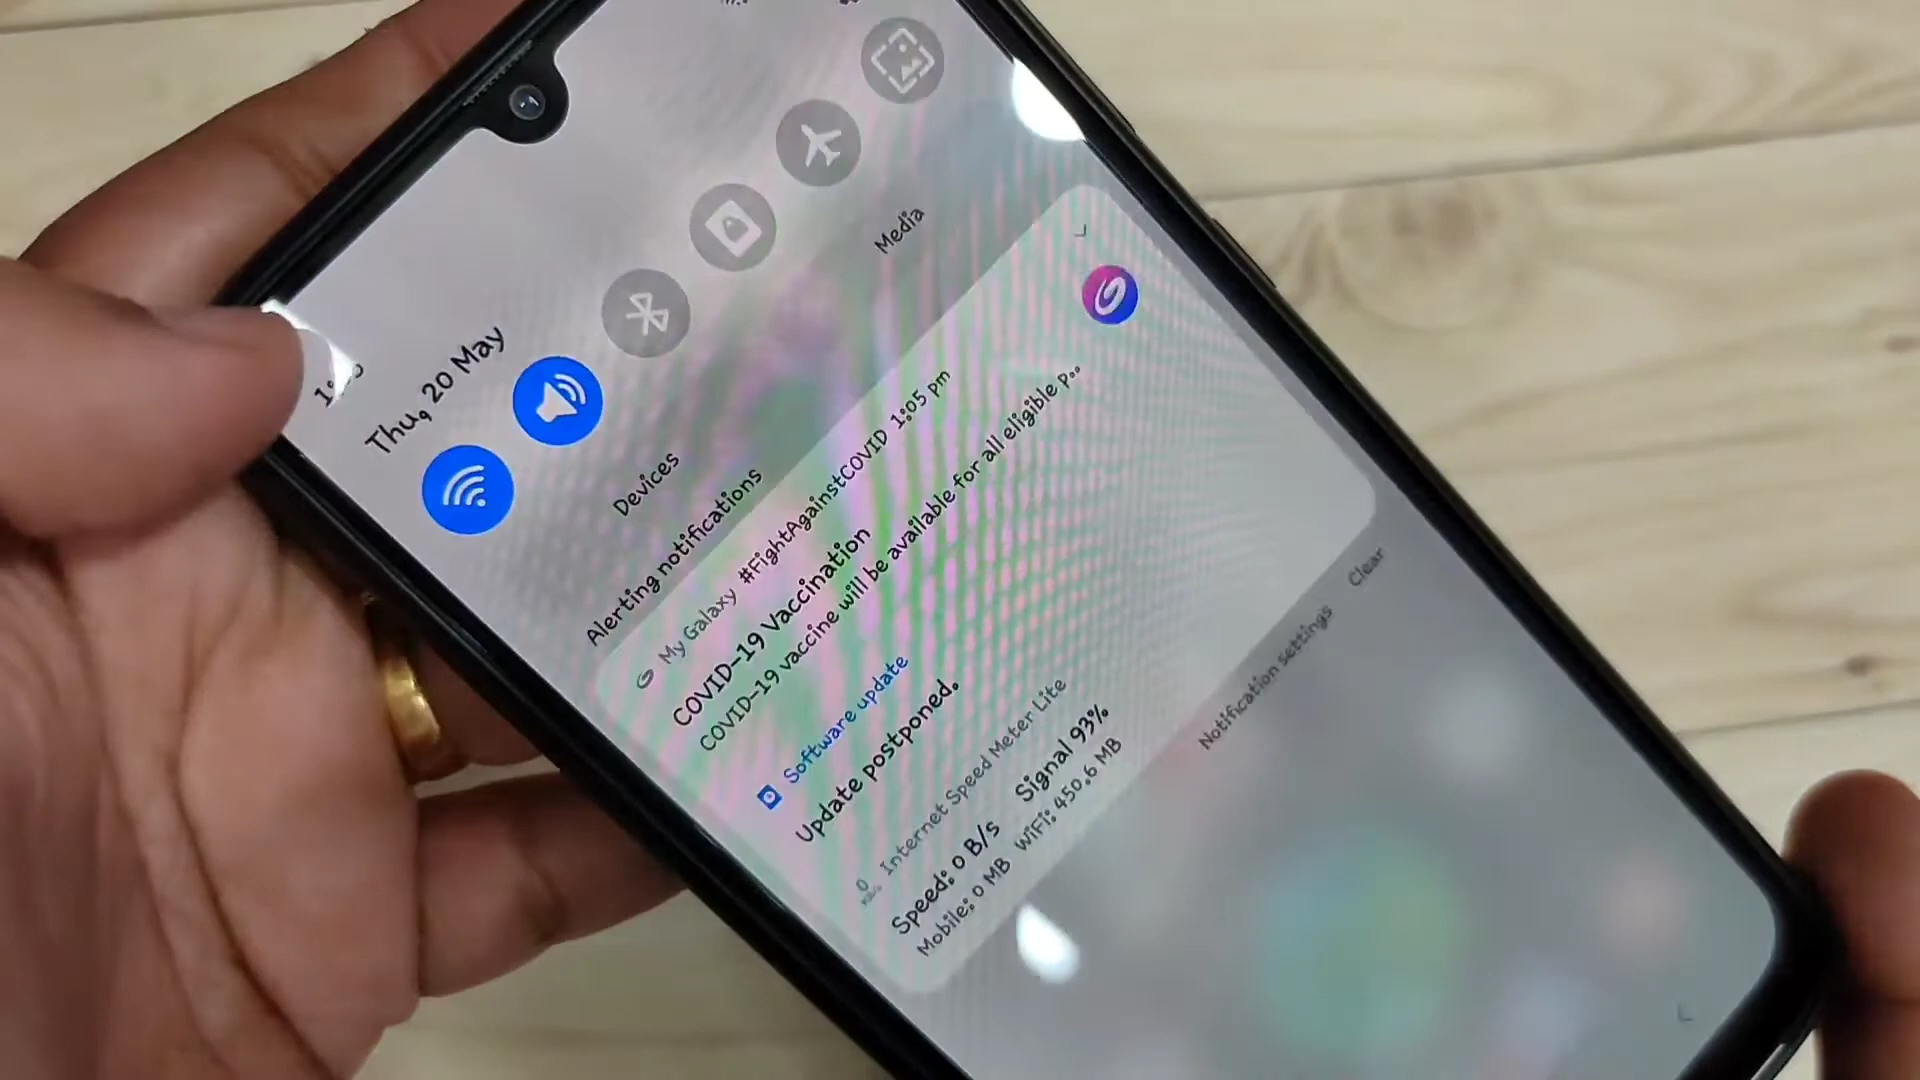 Thu, 20 May
Devices
Media
Alerting notifications
My Galaxy #FightAgainstCOVID 1:05 pm
COVID-19 Vaccination
COVID-19 vaccine will be available for all eligible p..
Software update
Update postponed.
0 Internet Speed Meter Lite
Speed: 0 B/s Signal 93%
Mobile: 0 MB WiFi: 450.6 MB
Notification settings
Clear